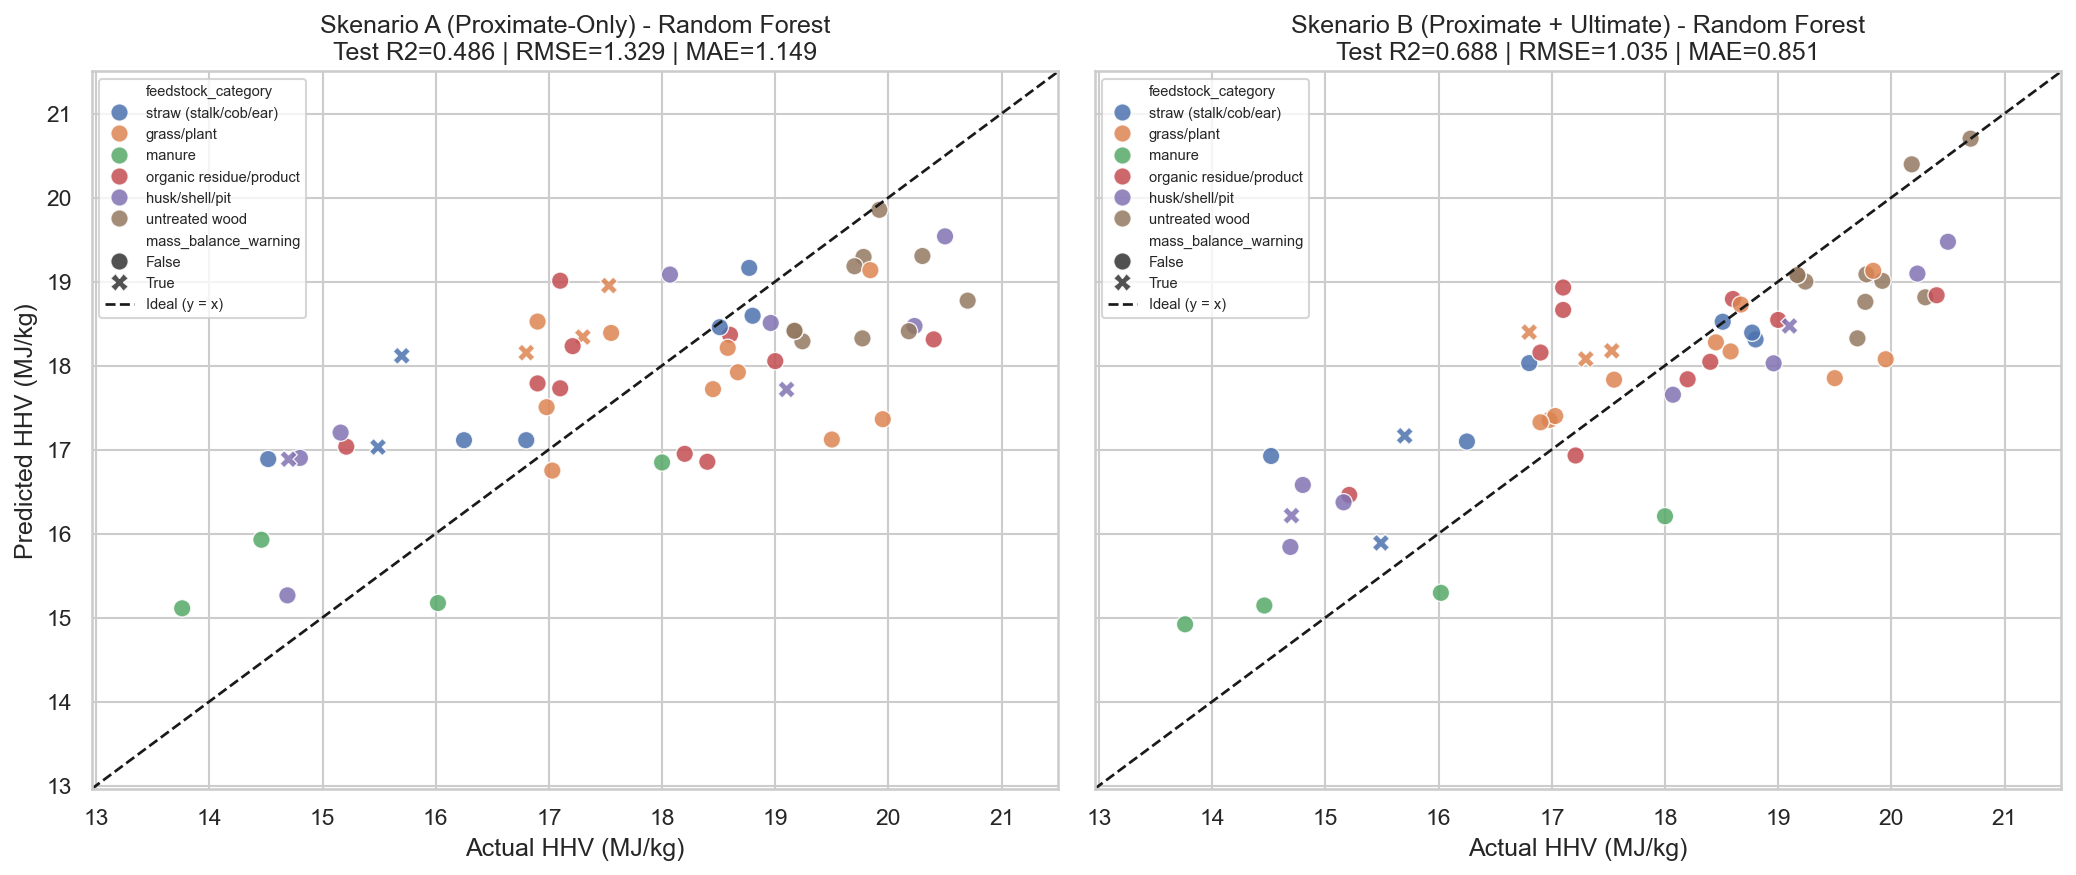 Skenario A (Proximate-Only) - Random Forest
Test R2=0.486 | RMSE=1.329 | MAE=1.149
feedstock_category
straw (stalk/cob/ear)
grass/plant
manure
organic residue/product
husk/shell/pit
untreated wood
mass_balance_warning
False
True
Ideal (y = x)
Predicted HHV (MJ/kg)
21
20
19
18
17
16
15
14
13
13 14 15 16 17 18 19 20 21
Actual HHV (MJ/kg)
Skenario B (Proximate + Ultimate) - Random Forest
Test R2=0.688 | RMSE=1.035 | MAE=0.851
feedstock_category
straw (stalk/cob/ear)
grass/plant
manure
organic residue/product
husk/shell/pit
untreated wood
mass_balance_warning
False
True
Ideal (y = x)
13 14 15 16 17 18 19 20 21
Actual HHV (MJ/kg)